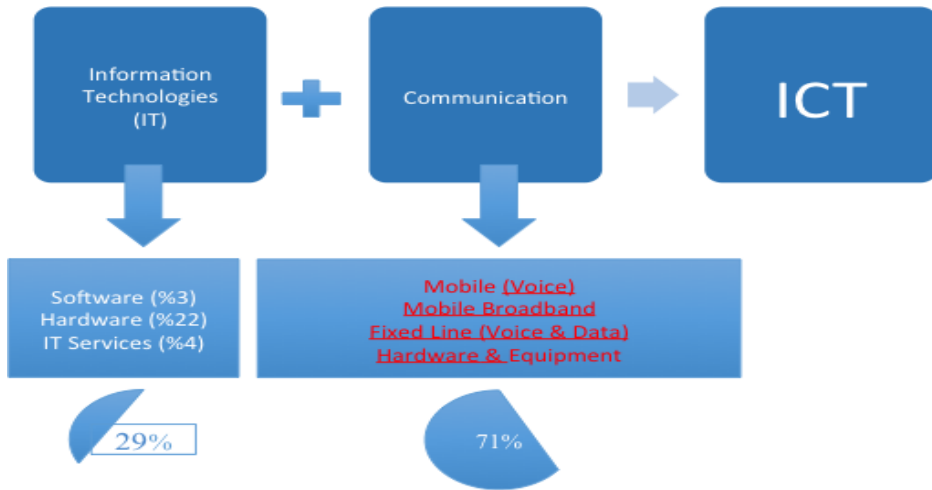 Information
Technologies
(IT)
Communication
ICT
Software (%3)
Hardware (%22)
IT Services (%4)
Mobile (Voice)
Mobile Broadband
Fixed Line (Voice & Data)
Hardware & Equipment
29%
71%